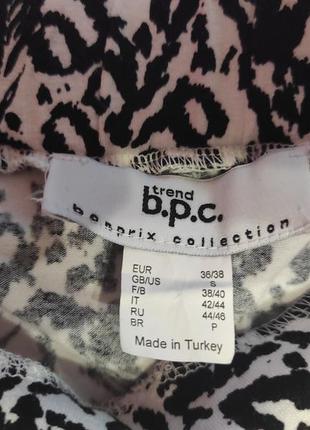 trend
b.p.c.
bonprix collection
EUR 36/38
GB/US S
F/B 38/40
IT 42/44
RU 44/46
BR P
Made in Turkey